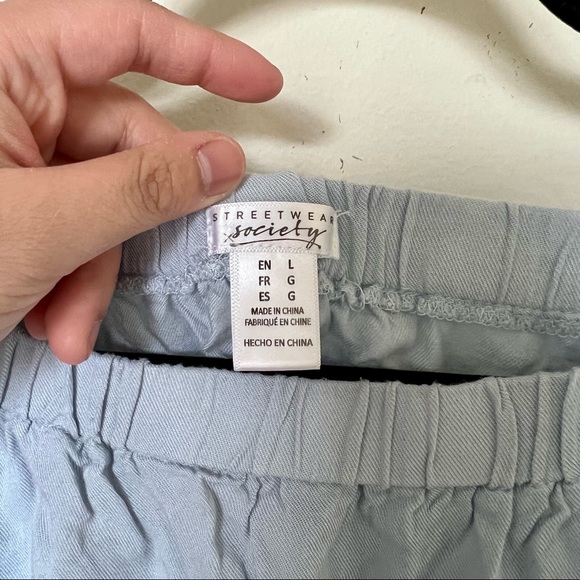 STREETWEAR
society
EN L
FR G
ES G
MADE IN CHINA
FABRIQUÉ EN CHINE
HECHO EN CHINA